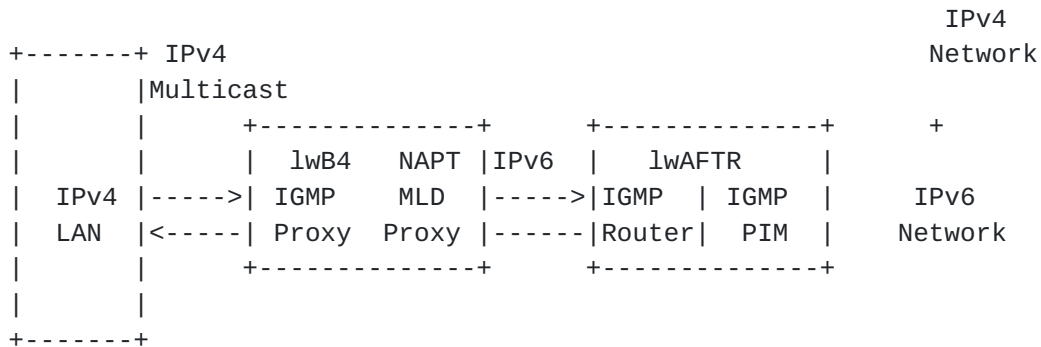 IPv4
+-------+ IPv4 Network
| |Multicast
| | +--------------+ +--------------+ +
| | | lwB4 NAPT |IPv6 | lwAFTR |
| IPv4 |----->| IGMP MLD |----->|IGMP | IGMP | IPv6
| LAN |<-----| Proxy Proxy |------|Router| PIM | Network
| | +--------------+ +--------------+
| |
+-------+